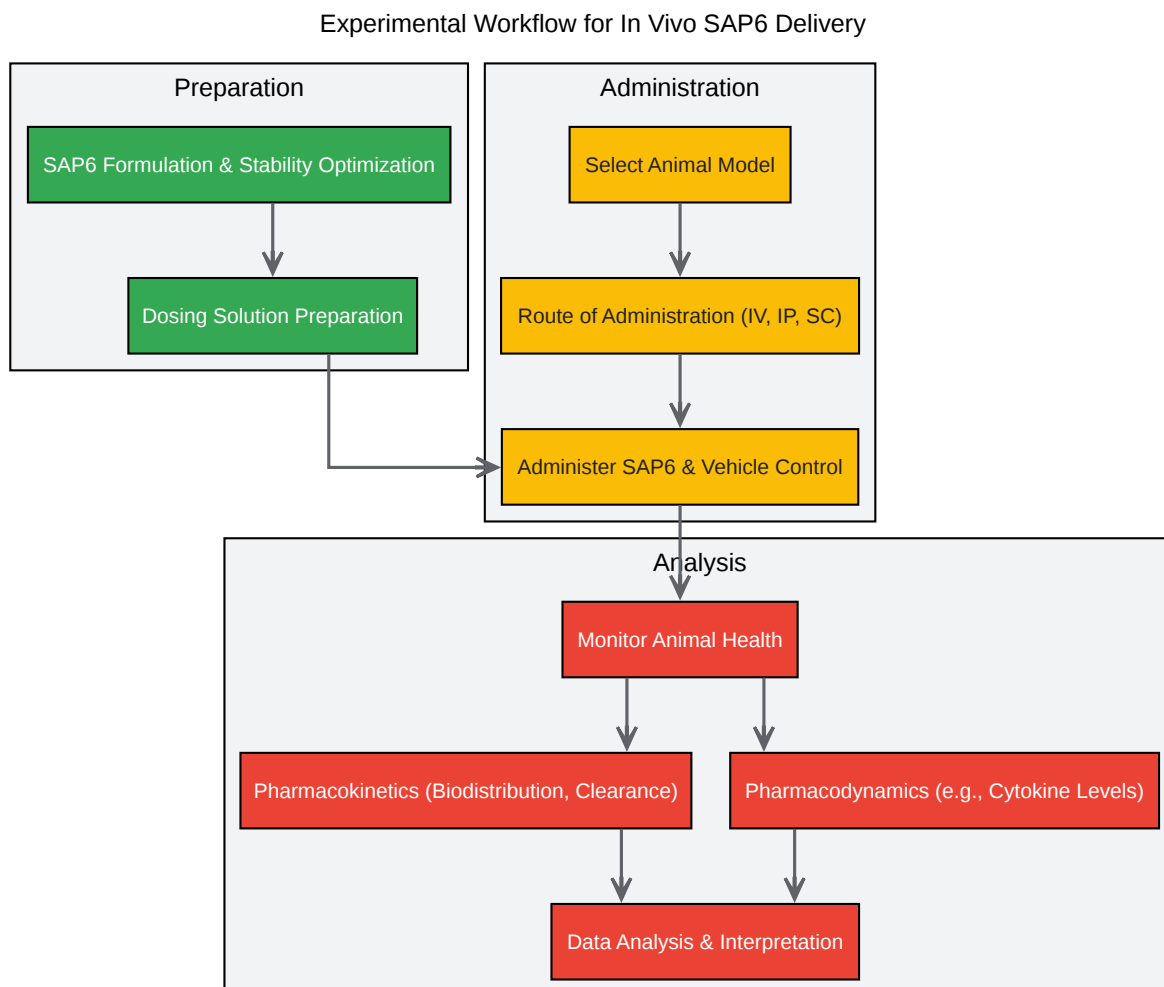 Experimental Workflow for In Vivo SAP6 Delivery
Preparation
SAP6 Formulation & Stability Optimization
Dosing Solution Preparation
Administration
Select Animal Model
Route of Administration (IV, IP, SC)
Administer SAP6 & Vehicle Control
Analysis
Monitor Animal Health
Pharmacokinetics (Biodistribution, Clearance)
Pharmacodynamics (e.g., Cytokine Levels)
Data Analysis & Interpretation